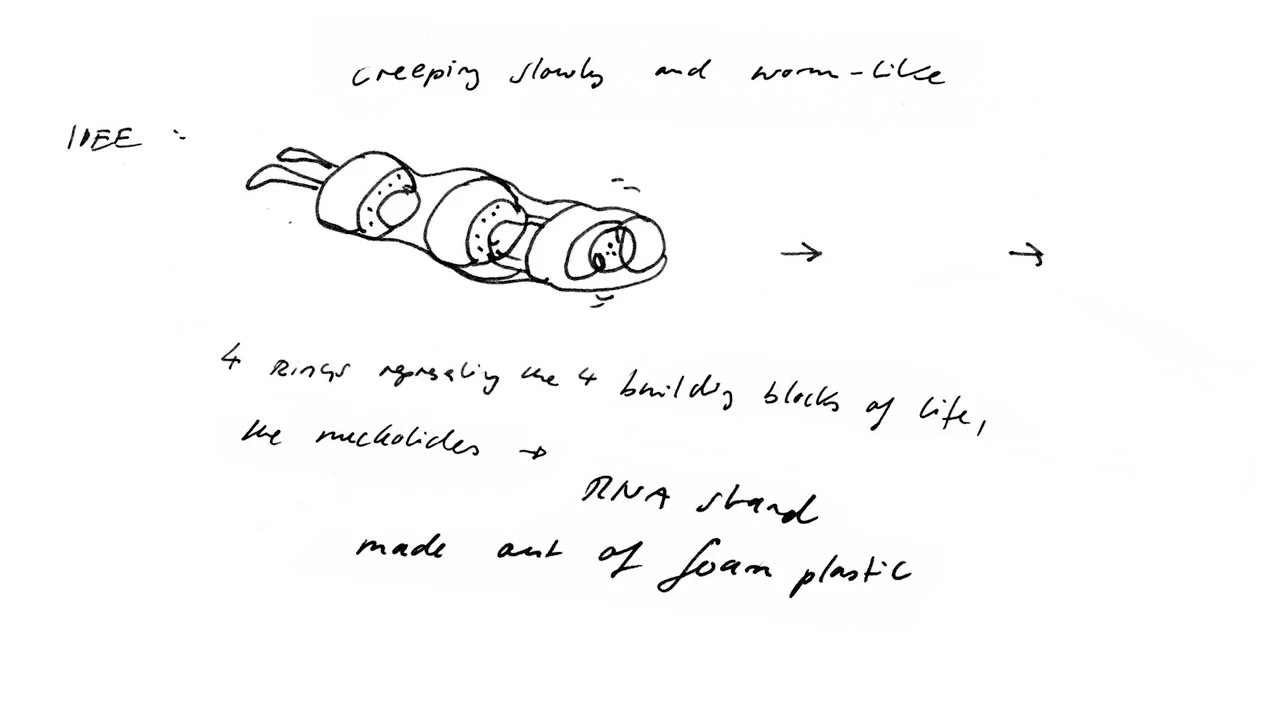 creeping slowly and worm-like
IDEE :
4 Rings represeting the 4 building blocks of life,
the nucleotides →
RNA strand
made out of foam plastic